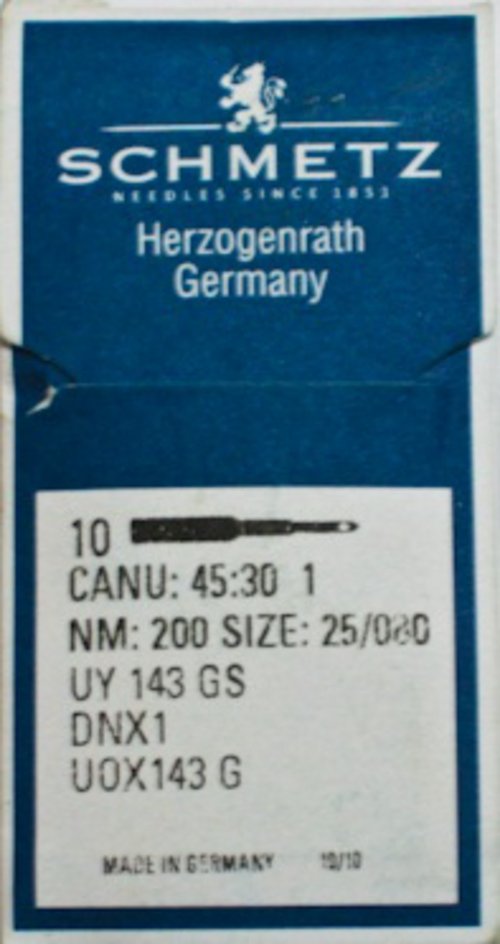 SCHMETZ
NEEDLES SINCE 1851
Herzogenrath
Germany
10
CANU: 45:30 1
NM: 200 SIZE: 25/080
UY 143 GS
DNX1
UOX143 G
MADE IN GERMANY 10/10